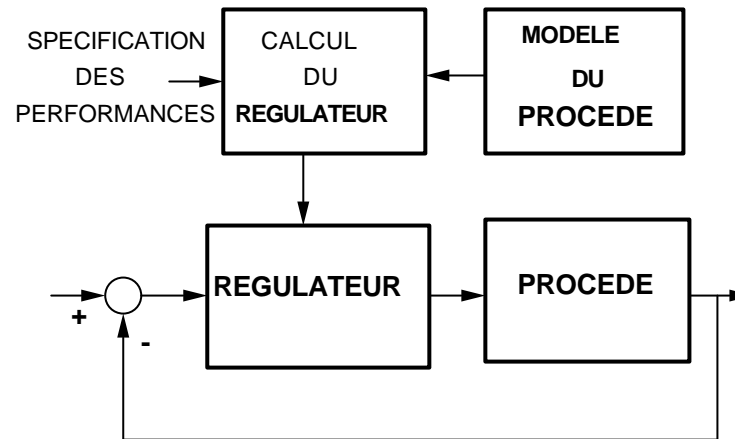 SPECIFICATION
DES
PERFORMANCES
CALCUL
DU
REGULATEUR
MODELE
DU
PROCEDE
REGULATEUR
PROCEDE
+
-